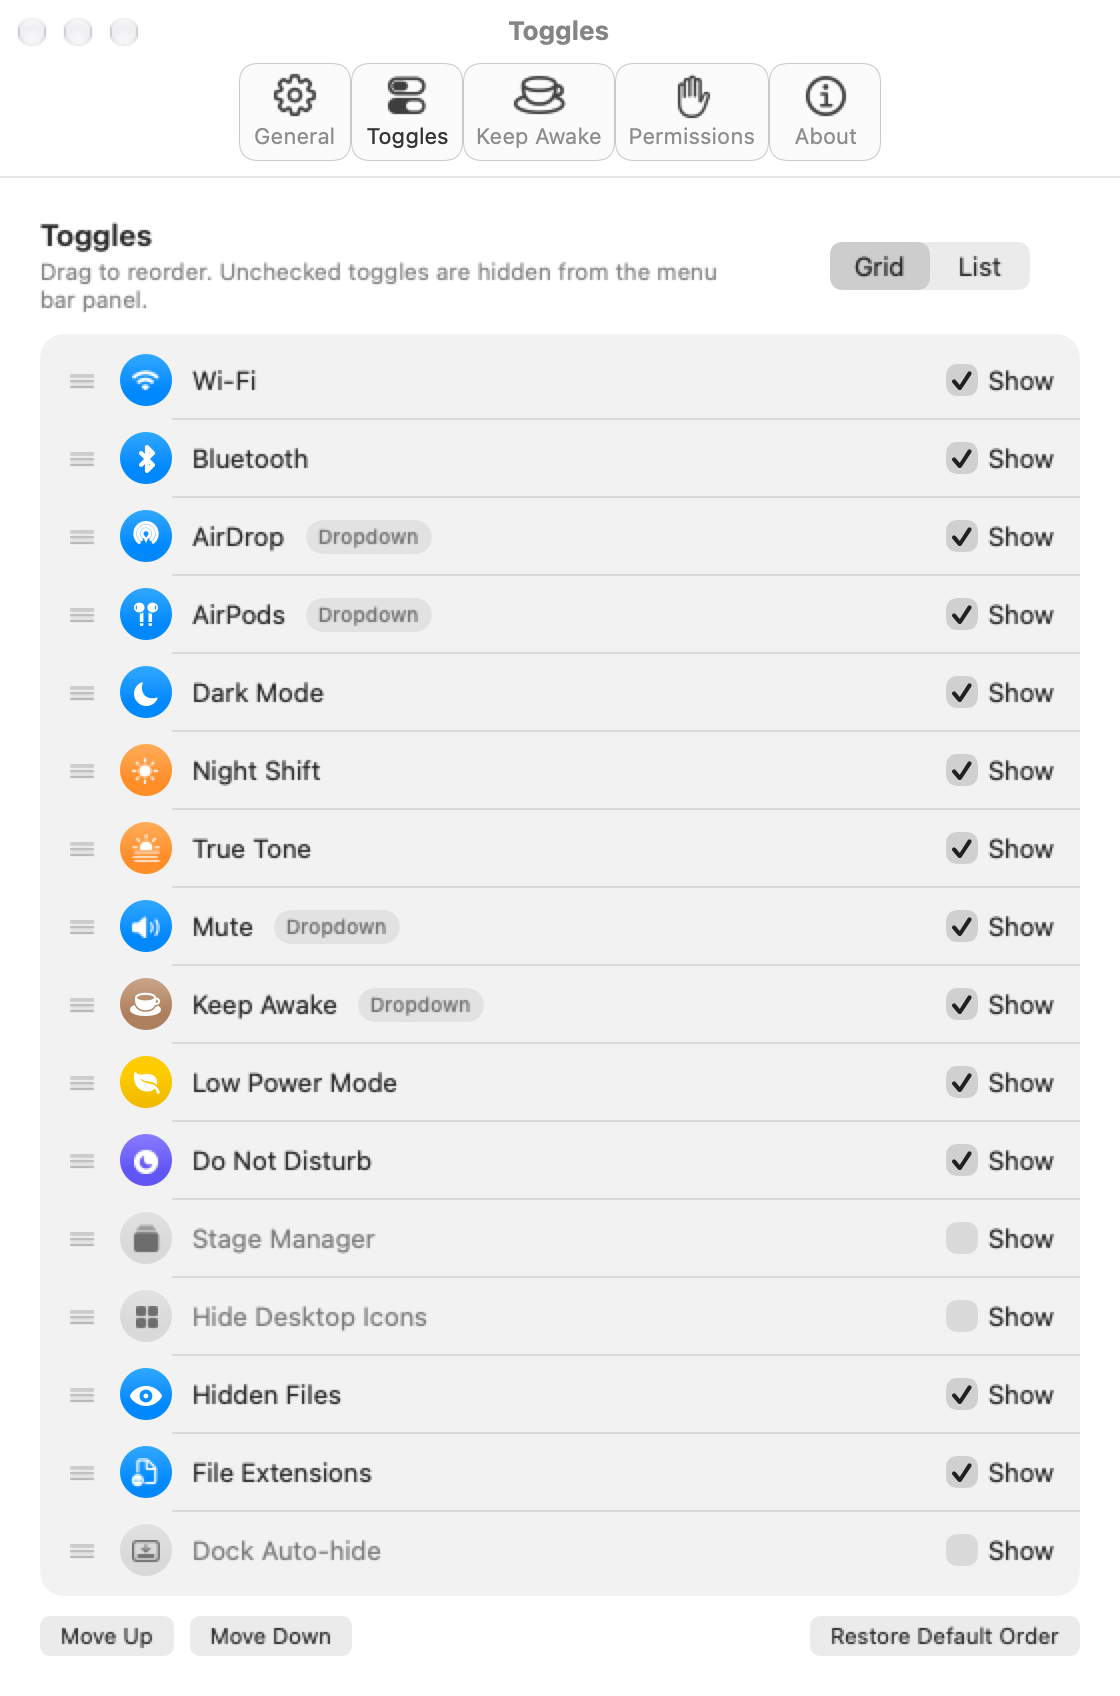 Toggles
General
Toggles
Keep Awake
Permissions
About
Toggles
Drag to reorder. Unchecked toggles are hidden from the menu
bar panel.
Grid
List
Wi-Fi
Show
Bluetooth
Show
AirDrop
Dropdown
Show
AirPods
Dropdown
Show
Dark Mode
Show
Night Shift
Show
True Tone
Show
Mute
Dropdown
Show
Keep Awake
Dropdown
Show
Low Power Mode
Show
Do Not Disturb
Show
Stage Manager
Show
Hide Desktop Icons
Show
Hidden Files
Show
File Extensions
Show
Dock Auto-hide
Show
Move Up
Move Down
Restore Default Order